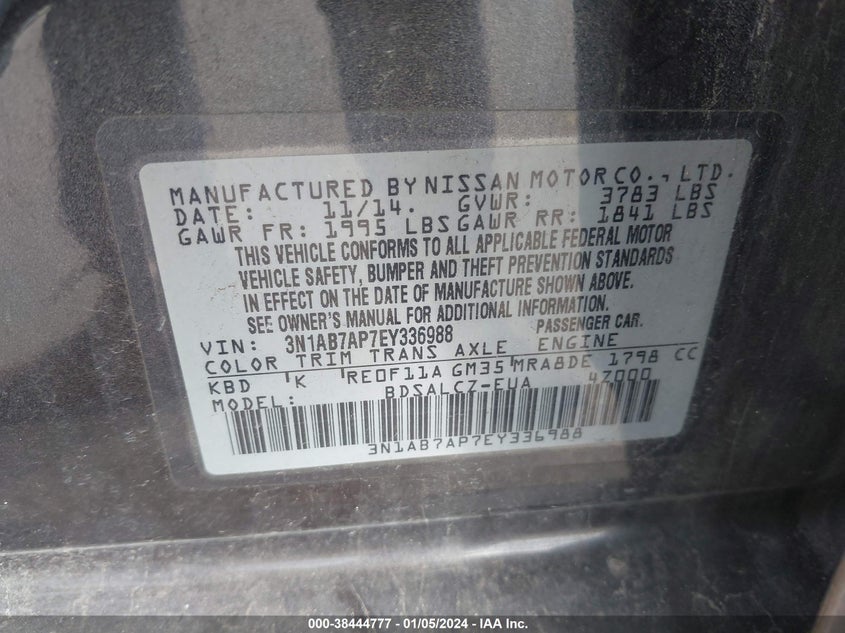 MANUFACTURED BY NISSAN MOTOR CO., LTD.
DATE: 11/14. GVWR: 3783 LBS
GAWR FR: 1995 LBS GAWR RR: 1841 LBS
THIS VEHICLE CONFORMS TO ALL APPLICABLE FEDERAL MOTOR
VEHICLE SAFETY, BUMPER AND THEFT PREVENTION STANDARDS
IN EFFECT ON THE DATE OF MANUFACTURE SHOWN ABOVE.
SEE OWNER'S MANUAL FOR ADDITIONAL INFORMATION.
VIN: 3N1AB7AP7EY336988 PASSENGER CAR.
COLOR TRIM TRANS AXLE ENGINE
KBD K RE0F11A GM35 MRA8DE 1798 CC
MODEL: BDSALCZ-EUA 47000
3N1AB7AP7EY336988
000-38444777 - 01/05/2024 - IAA Inc.